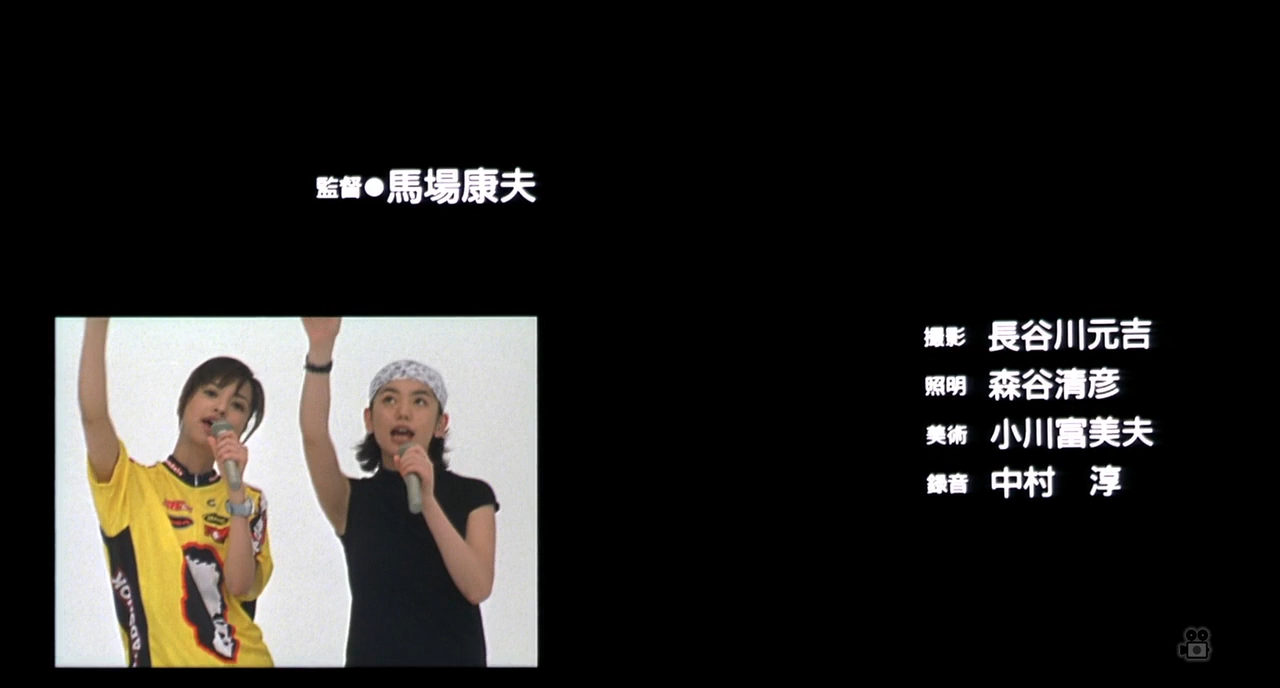 監督●馬場康夫
撮影 長谷川元吉
照明 森谷清彦
美術 小川富美夫
録音 中村 淳